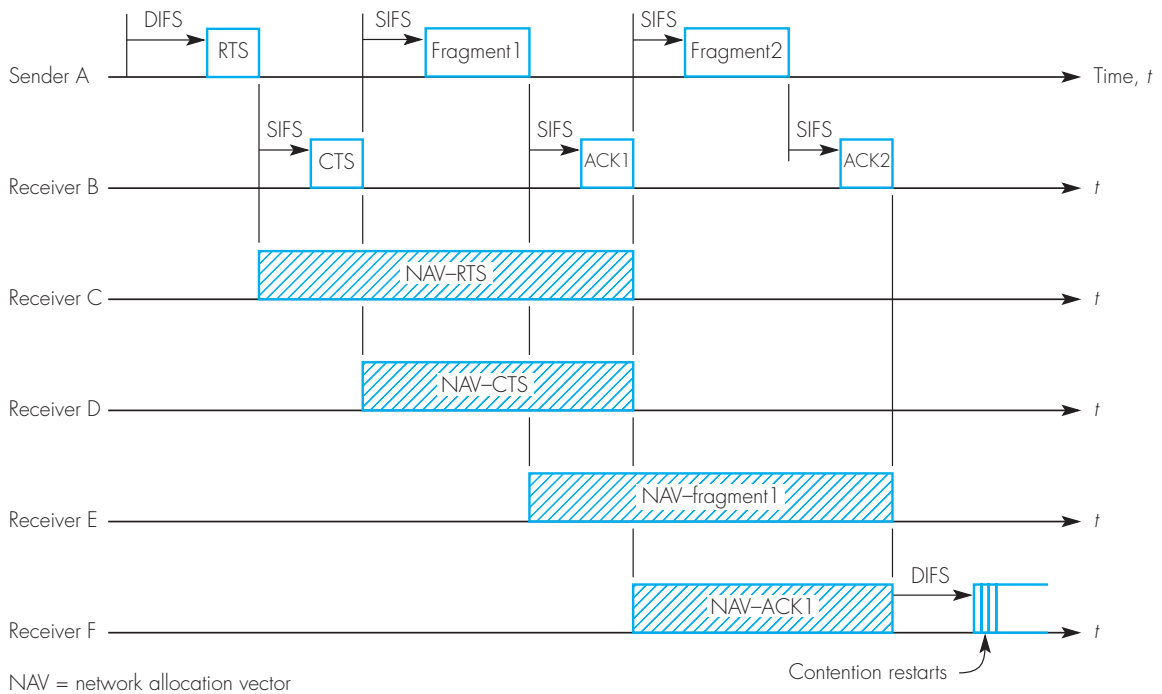 DIFS SIFS SIFS
RTS Fragment1 Fragment2
Sender A Time, t
SIFS SIFS SIFS
CTS ACK1 ACK2
Receiver B t
NAV–RTS
Receiver C t
NAV–CTS
Receiver D t
NAV–fragment1
Receiver E t
DIFS
NAV–ACK1
Receiver F t
Contention restarts
NAV = network allocation vector